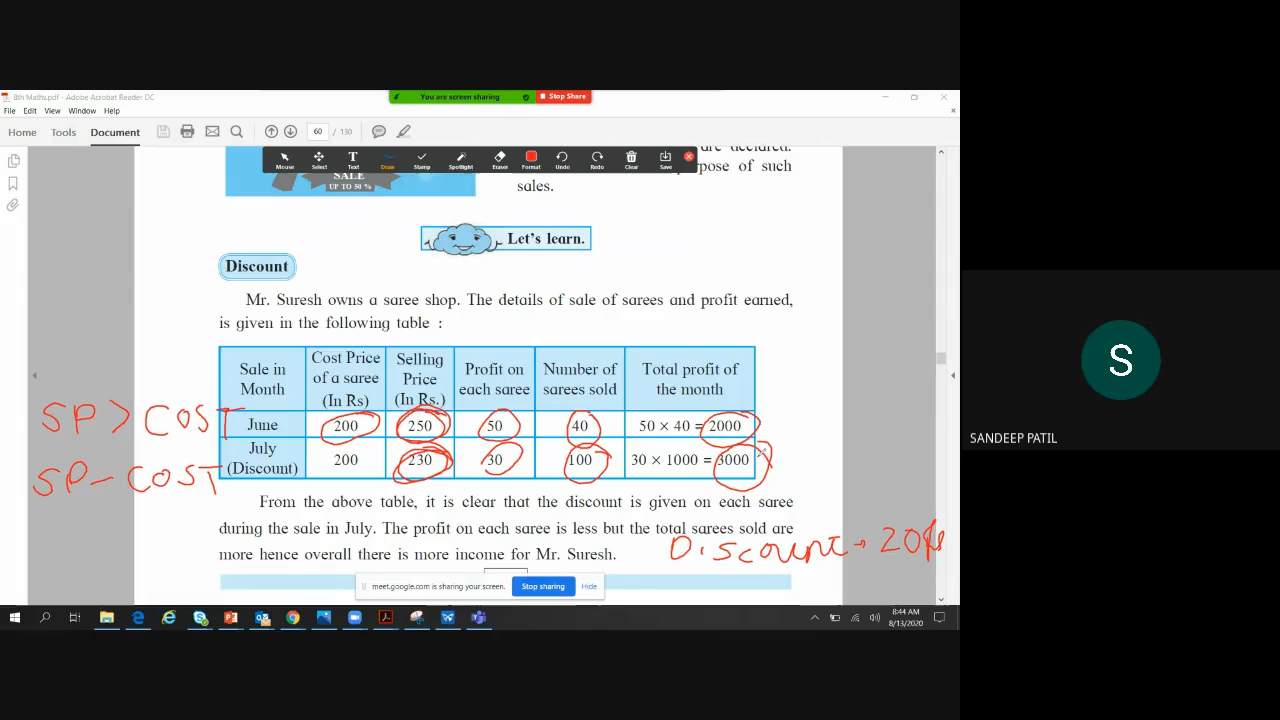 8th Maths.pdf - Adobe Acrobat Reader DC
You are screen sharing
Stop Share
File Edit View Window Help
Home Tools Document
60 / 130
are declared.
Mouse Select Text Draw Stamp Spotlight Eraser Format Undo Redo Clear Save
pose of such
sales.
SALE
UP TO 50 %
Let's learn.
Discount
Mr. Suresh owns a saree shop. The details of sale of sarees and profit earned,
is given in the following table :
Sale in Month
Cost Price of a saree (In Rs)
Selling Price (In Rs.)
Profit on each saree
Number of sarees sold
Total profit of the month
June 200 250 50 40 50 × 40 = 2000
July (Discount) 200 230 30 100 30 × 1000 = 3000
SP > COST
SP - COST
From the above table, it is clear that the discount is given on each saree
during the sale in July. The profit on each saree is less but the total sarees sold are
more hence overall there is more income for Mr. Suresh.
Discount → 20
meet.google.com is sharing your screen.
Stop sharing
Hide
8:44 AM
8/13/2020
S
SANDEEP PATIL